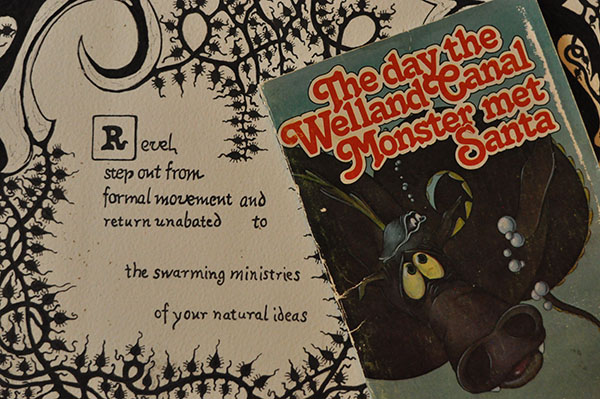 Revel
step out from
formal movement and
return unabated to
the swarming ministries
of your natural ideas
The day the
Welland Canal
Monster met
Santa